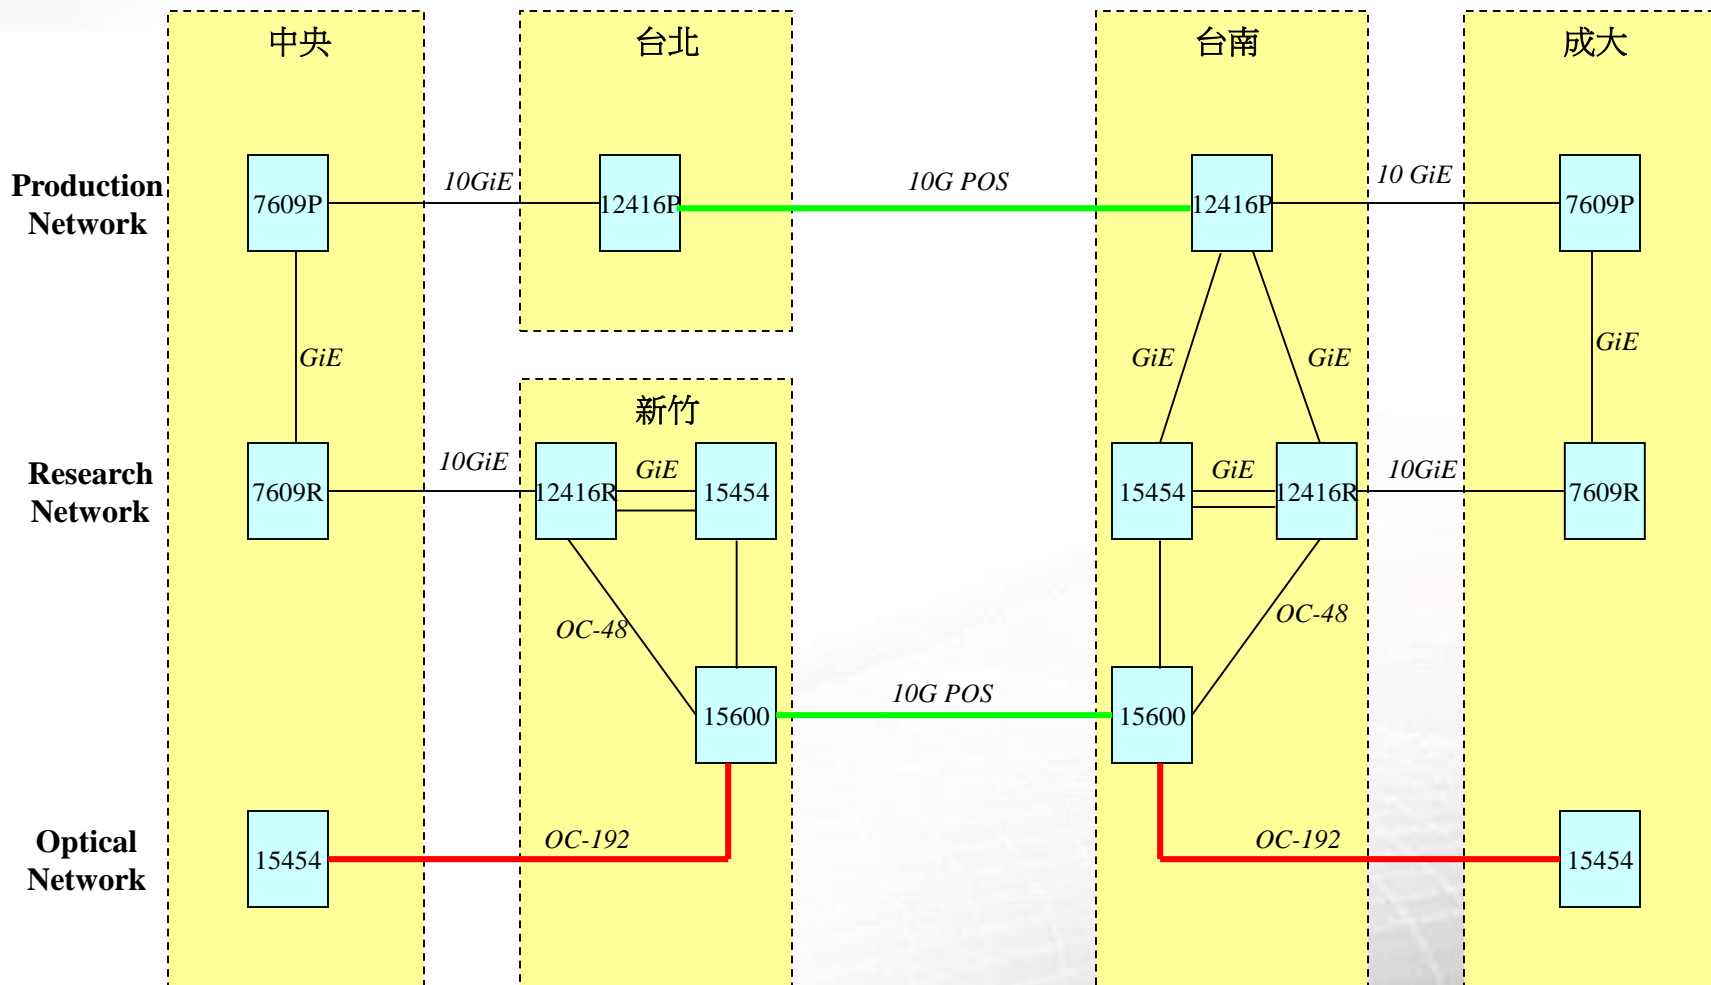 中央
台北
台南
成大
Production
Network
7609P
10GiE
12416P
10G POS
12416P
10 GiE
7609P
GiE
GiE
GiE
GiE
新竹
Research
Network
7609R
10GiE
12416R
GiE
15454
15454
GiE
12416R
10GiE
7609R
OC-48
OC-48
15600
10G POS
15600
Optical
Network
15454
OC-192
OC-192
15454